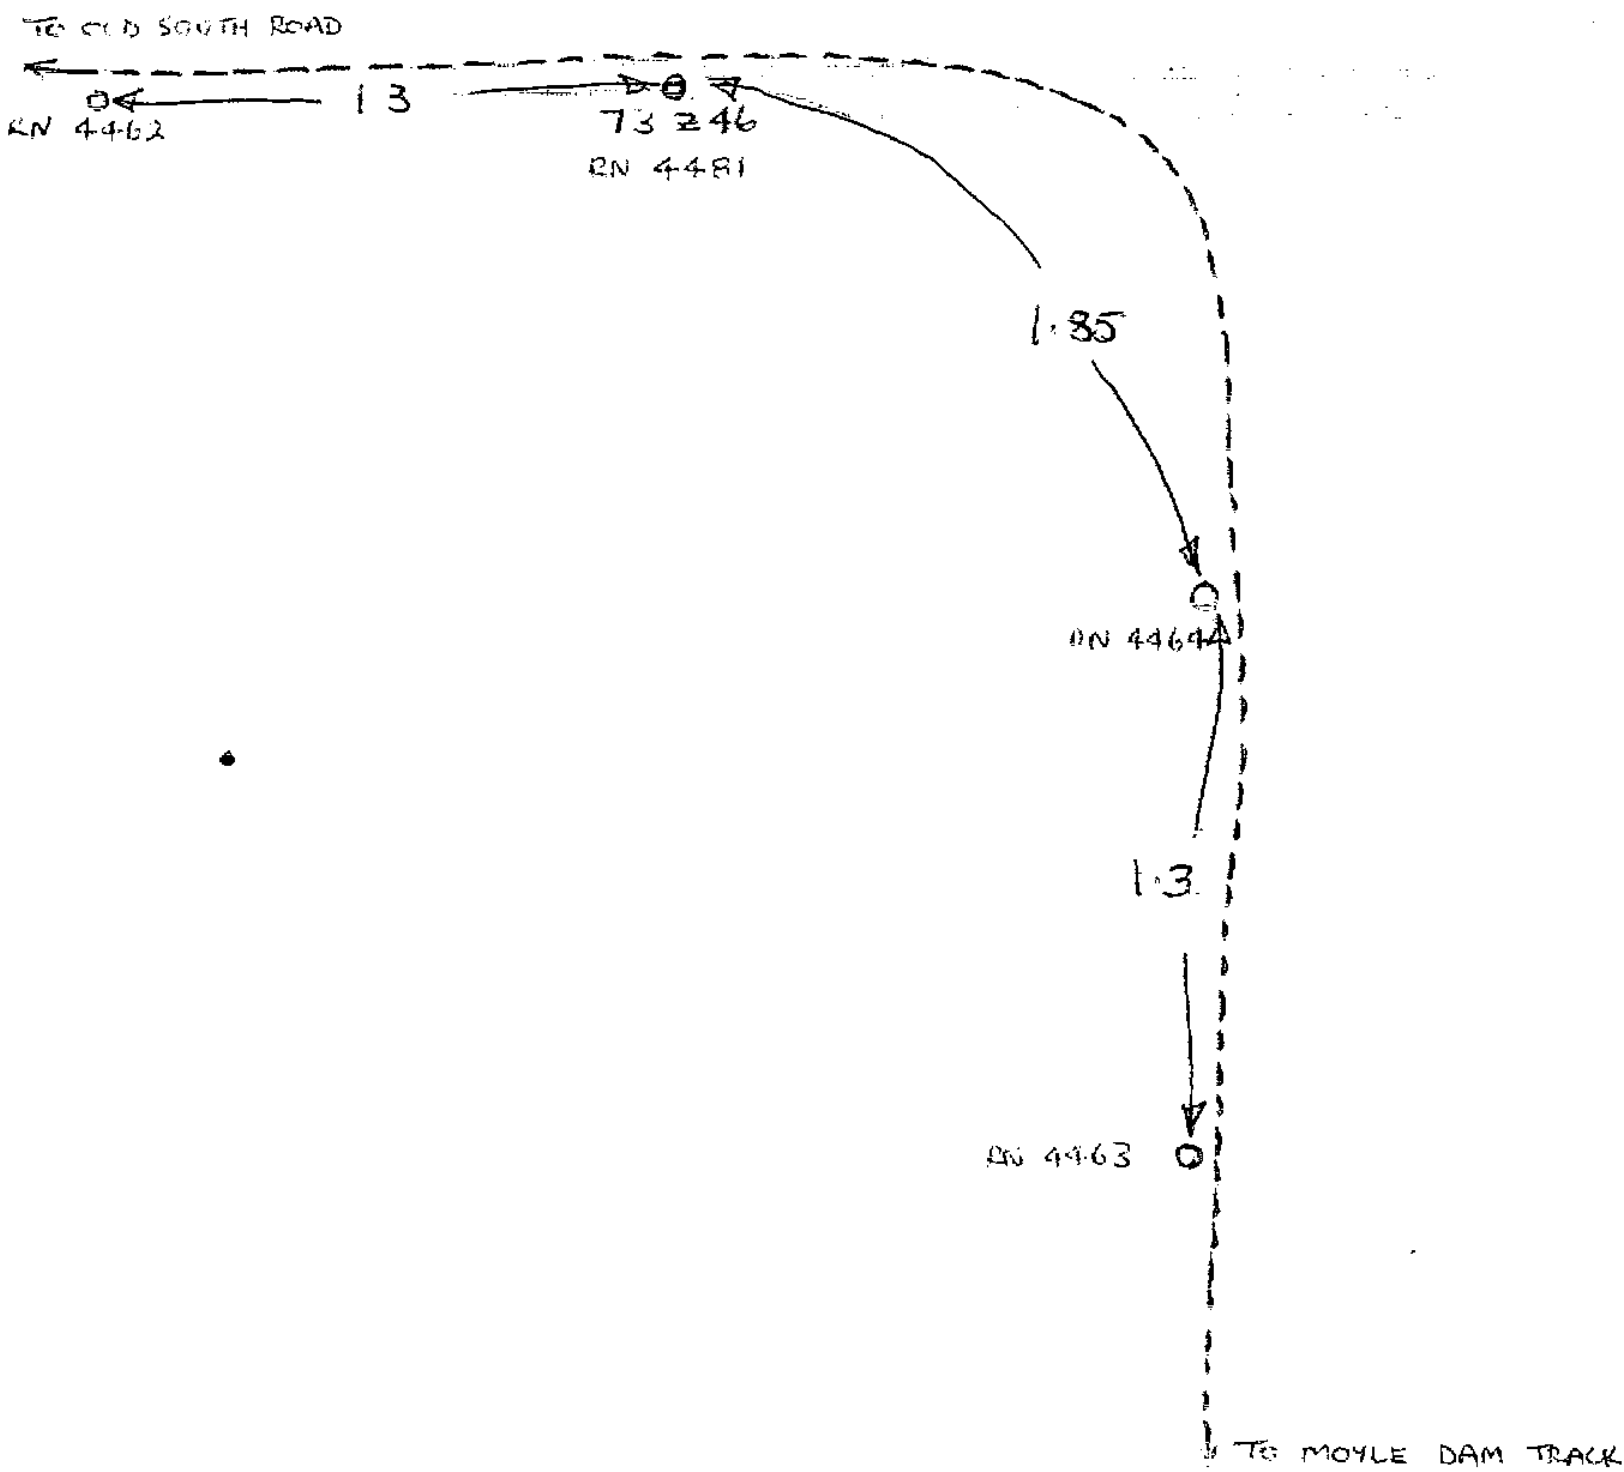 TO OLD SOUTH ROAD
1 3
RN 4462
73 Z 46
RN 4481
1.85
RN 4464
1.3
RN 4463
TO MOYLE DAM TRACK